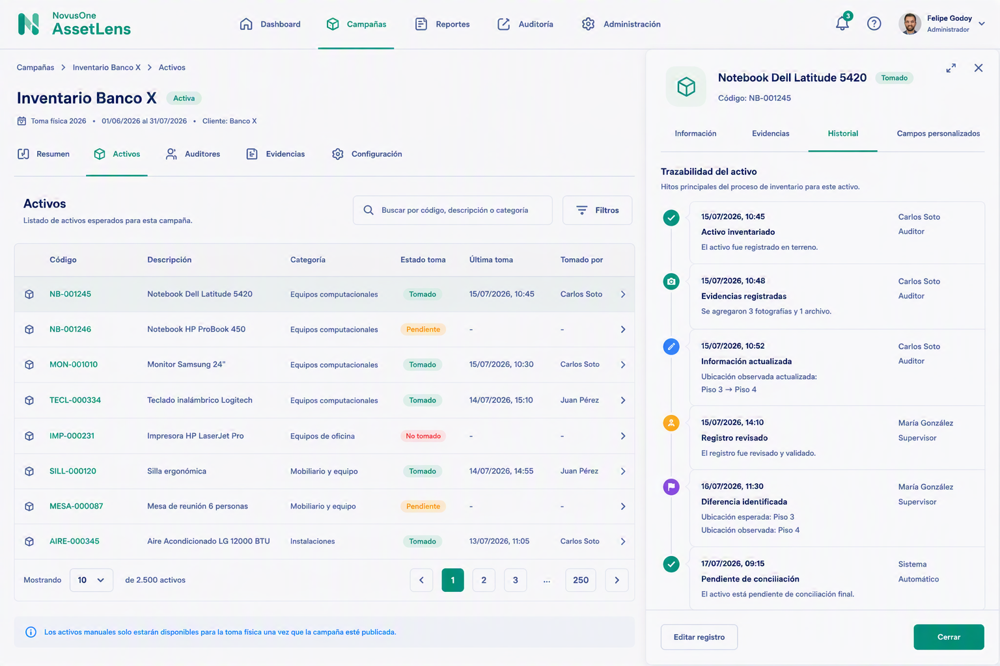 NovusOne
AssetLens
Dashboard
Campañas
Reportes
Auditoría
Administración
3
Felipe Godoy
Administrador
Campañas > Inventario Banco X > Activos
Inventario Banco X
Activa
Toma física 2026 • 01/06/2026 al 31/07/2026 • Cliente: Banco X
Resumen
Activos
Auditores
Evidencias
Configuración
Activos
Listado de activos esperados para esta campaña.
Buscar por código, descripción o categoría
Filtros
Código Descripción Categoría Estado toma Última toma Tomado por
NB-001245 Notebook Dell Latitude 5420 Equipos computacionales Tomado 15/07/2026, 10:45 Carlos Soto
NB-001246 Notebook HP ProBook 450 Equipos computacionales Pendiente - -
MON-001010 Monitor Samsung 24" Equipos computacionales Tomado 15/07/2026, 10:30 Carlos Soto
TECL-000334 Teclado inalámbrico Logitech Equipos computacionales Tomado 14/07/2026, 15:10 Juan Pérez
IMP-000231 Impresora HP LaserJet Pro Equipos de oficina No tomado - -
SILL-000120 Silla ergonómica Mobiliario y equipo Tomado 14/07/2026, 14:55 Juan Pérez
MESA-000087 Mesa de reunión 6 personas Mobiliario y equipo Pendiente - -
AIRE-000345 Aire Acondicionado LG 12000 BTU Instalaciones Tomado 13/07/2026, 11:05 Carlos Soto
Mostrando 10 de 2.500 activos
1 2 3 ... 250
Los activos manuales solo estarán disponibles para la toma física una vez que la campaña esté publicada.
Notebook Dell Latitude 5420
Tomado
Código: NB-001245
Información
Evidencias
Historial
Campos personalizados
Trazabilidad del activo
Hitos principales del proceso de inventario para este activo.
15/07/2026, 10:45 Carlos Soto
Activo inventariado Auditor
El activo fue registrado en terreno.
15/07/2026, 10:48 Carlos Soto
Evidencias registradas Auditor
Se agregaron 3 fotografías y 1 archivo.
15/07/2026, 10:52 Carlos Soto
Información actualizada Auditor
Ubicación observada actualizada:
Piso 3 → Piso 4
15/07/2026, 14:10 María González
Registro revisado Supervisor
El registro fue revisado y validado.
16/07/2026, 11:30 María González
Diferencia identificada Supervisor
Ubicación esperada: Piso 3
Ubicación observada: Piso 4
17/07/2026, 09:15 Sistema
Pendiente de conciliación Automático
El activo está pendiente de conciliación final.
Editar registro
Cerrar